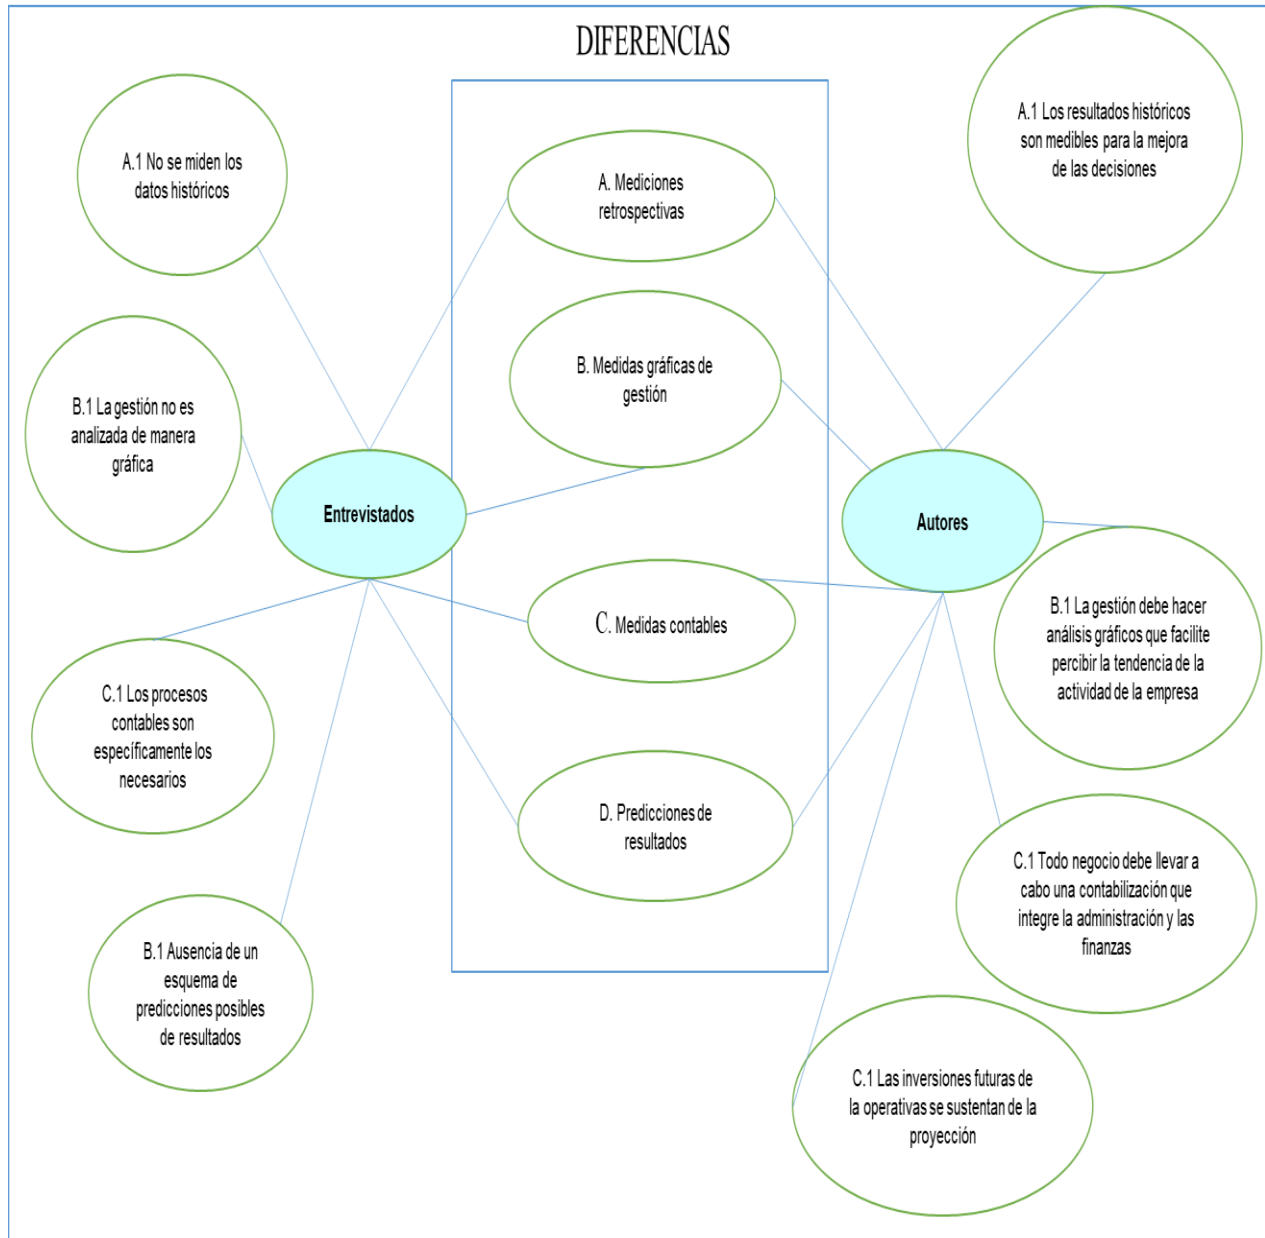 DIFERENCIAS
A.1 No se miden los
datos históricos
B.1 La gestión no es
analizada de manera
gráfica
Entrevistados
C.1 Los procesos
contables son
específicamente los
necesarios
B.1 Ausencia de un
esquema de
predicciones posibles
de resultados
A. Mediciones
retrospectivas
B. Medidas gráficas de
gestión
C. Medidas contables
D. Predicciones de
resultados
A.1 Los resultados históricos
son medibles para la mejora
de las decisiones
Autores
B.1 La gestión debe hacer
análisis gráficos que facilite
percibir la tendencia de la
actividad de la empresa
C.1 Todo negocio debe llevar a
cabo una contabilización que
integre la administración y las
finanzas
C.1 Las inversiones futuras de
la operativas se sustentan de la
proyección